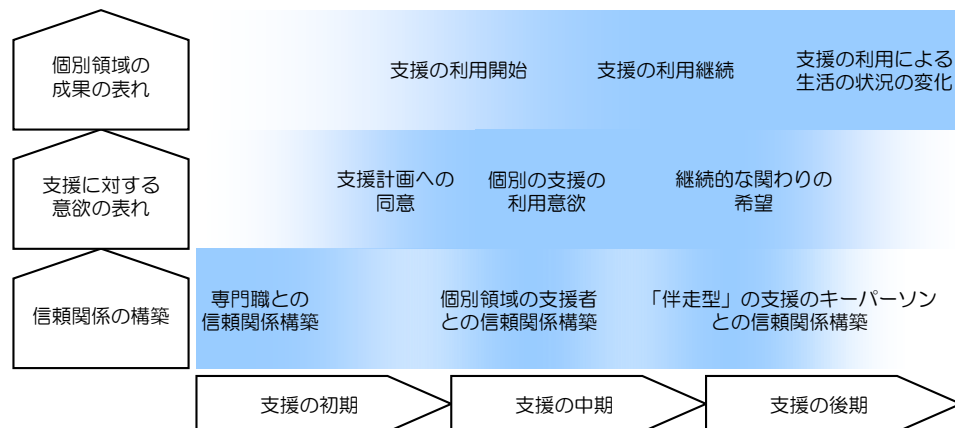 個別領域の
成果の表れ
支援の利用開始
支援の利用継続
支援の利用による
生活の状況の変化
支援に対する
意欲の表れ
支援計画への
同意
個別の支援の
利用意欲
継続的な関わりの
希望
信頼関係の構築
専門職との
信頼関係構築
個別領域の支援者
との信頼関係構築
「伴走型」の支援のキーパーソン
との信頼関係構築
支援の初期
支援の中期
支援の後期